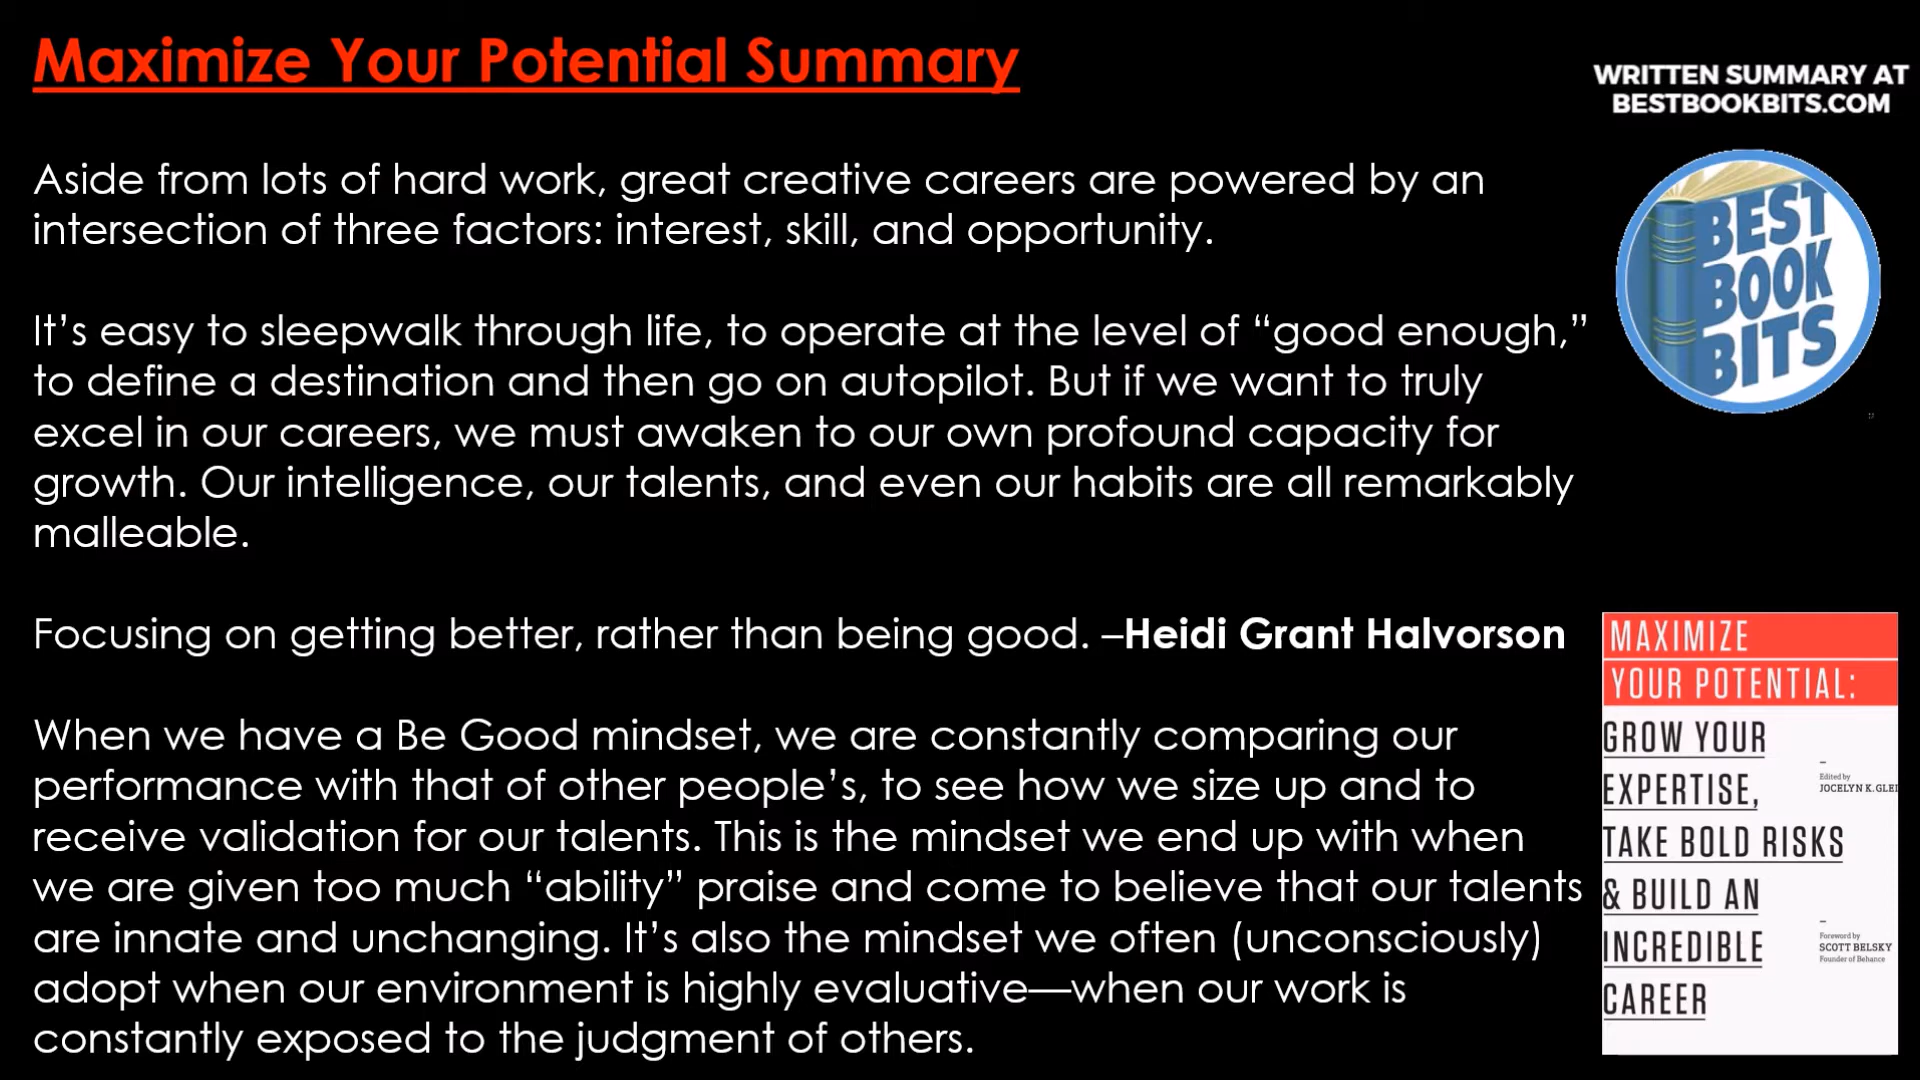 Maximize Your Potential Summary
WRITTEN SUMMARY AT
BESTBOOKBITS.COM
Aside from lots of hard work, great creative careers are powered by an
intersection of three factors: interest, skill, and opportunity.
It’s easy to sleepwalk through life, to operate at the level of “good enough,”
to define a destination and then go on autopilot. But if we want to truly
excel in our careers, we must awaken to our own profound capacity for
growth. Our intelligence, our talents, and even our habits are all remarkably
malleable.
Focusing on getting better, rather than being good. –Heidi Grant Halvorson
When we have a Be Good mindset, we are constantly comparing our
performance with that of other people’s, to see how we size up and to
receive validation for our talents. This is the mindset we end up with when
we are given too much “ability” praise and come to believe that our talents
are innate and unchanging. It’s also the mindset we often (unconsciously)
adopt when our environment is highly evaluative—when our work is
constantly exposed to the judgment of others.
BEST
BOOK
BITS
MAXIMIZE
YOUR POTENTIAL:
GROW YOUR
EXPERTISE,
TAKE BOLD RISKS
& BUILD AN
INCREDIBLE
CAREER
–
Edited by
JOCELYN K. GLEI
–
Foreword by
SCOTT BELSKY
Founder of Behance